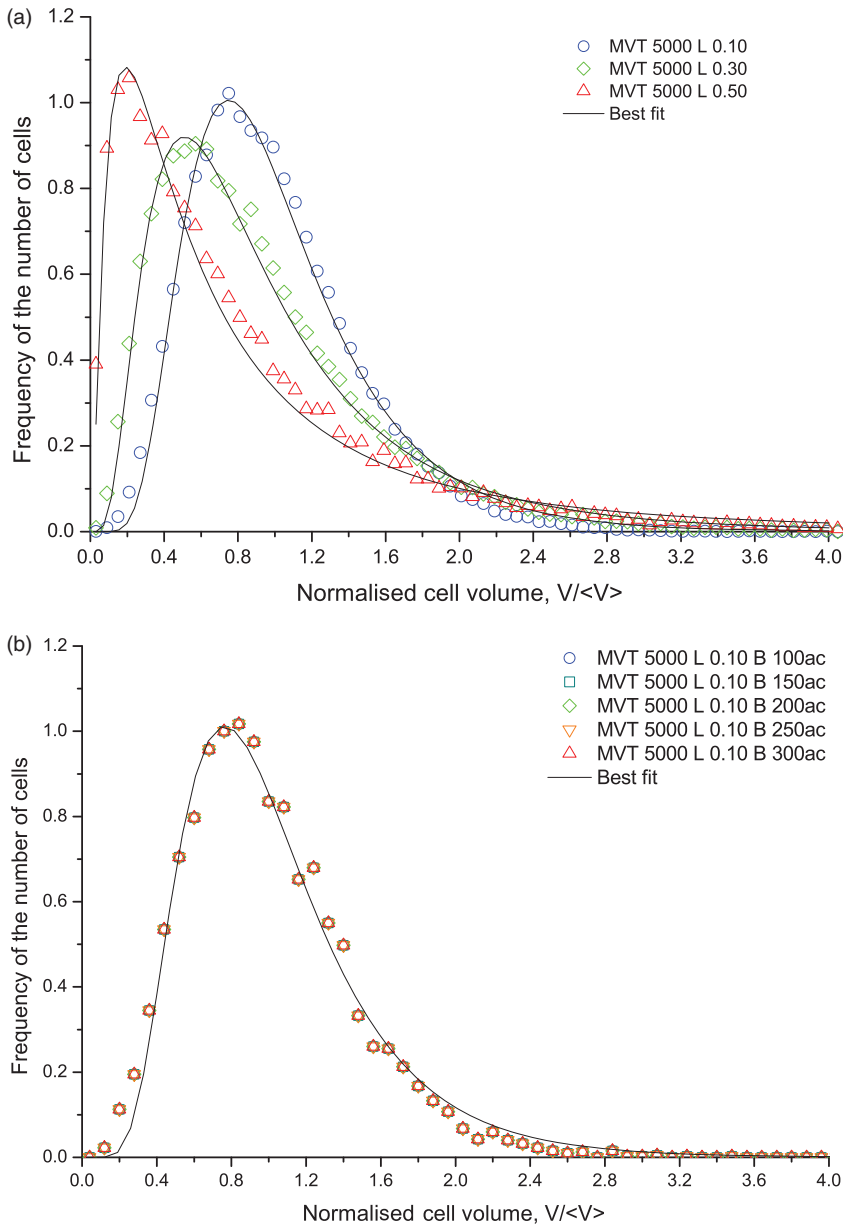 (a)
1.2
1.0
0.8
0.6
0.4
0.2
0.0
Frequency of the number of cells
MVT 5000 L 0.10
MVT 5000 L 0.30
MVT 5000 L 0.50
Best fit
0.0 0.4 0.8 1.2 1.6 2.0 2.4 2.8 3.2 3.6 4.0
Normalised cell volume, V/<V>
(b)
1.2
1.0
0.8
0.6
0.4
0.2
0.0
Frequency of the number of cells
MVT 5000 L 0.10 B 100ac
MVT 5000 L 0.10 B 150ac
MVT 5000 L 0.10 B 200ac
MVT 5000 L 0.10 B 250ac
MVT 5000 L 0.10 B 300ac
Best fit
0.0 0.4 0.8 1.2 1.6 2.0 2.4 2.8 3.2 3.6 4.0
Normalised cell volume, V/<V>